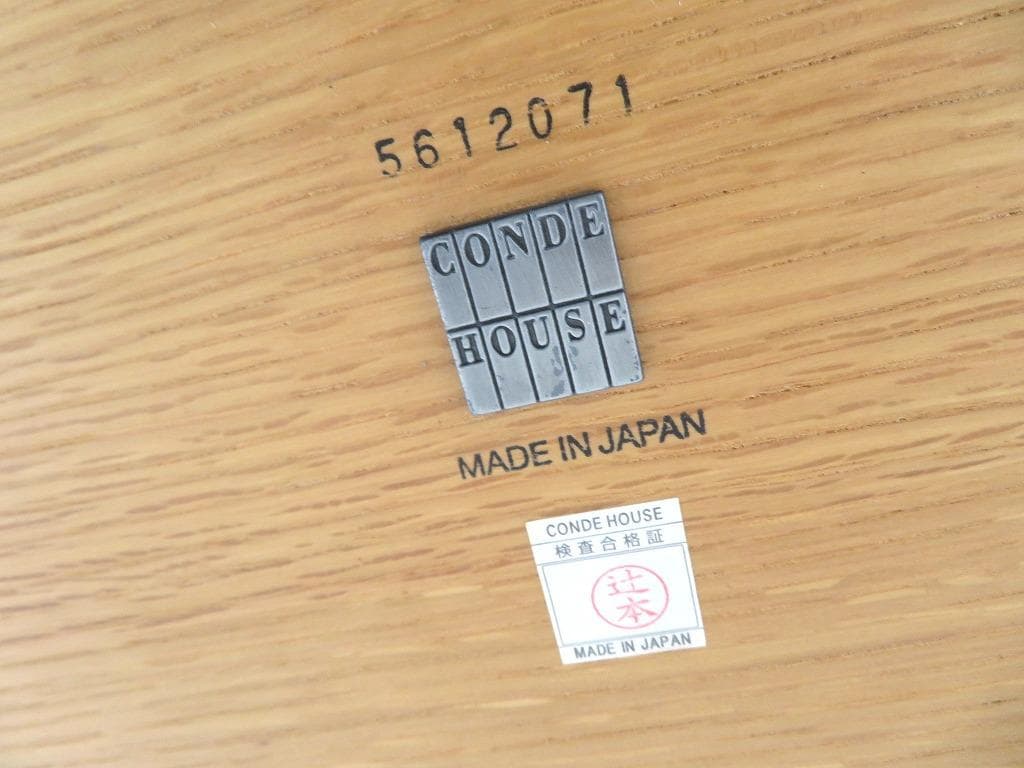 5612071
CONDE
HOUSE
MADE IN JAPAN
CONDE HOUSE
検査合格証
辻
本
MADE IN JAPAN